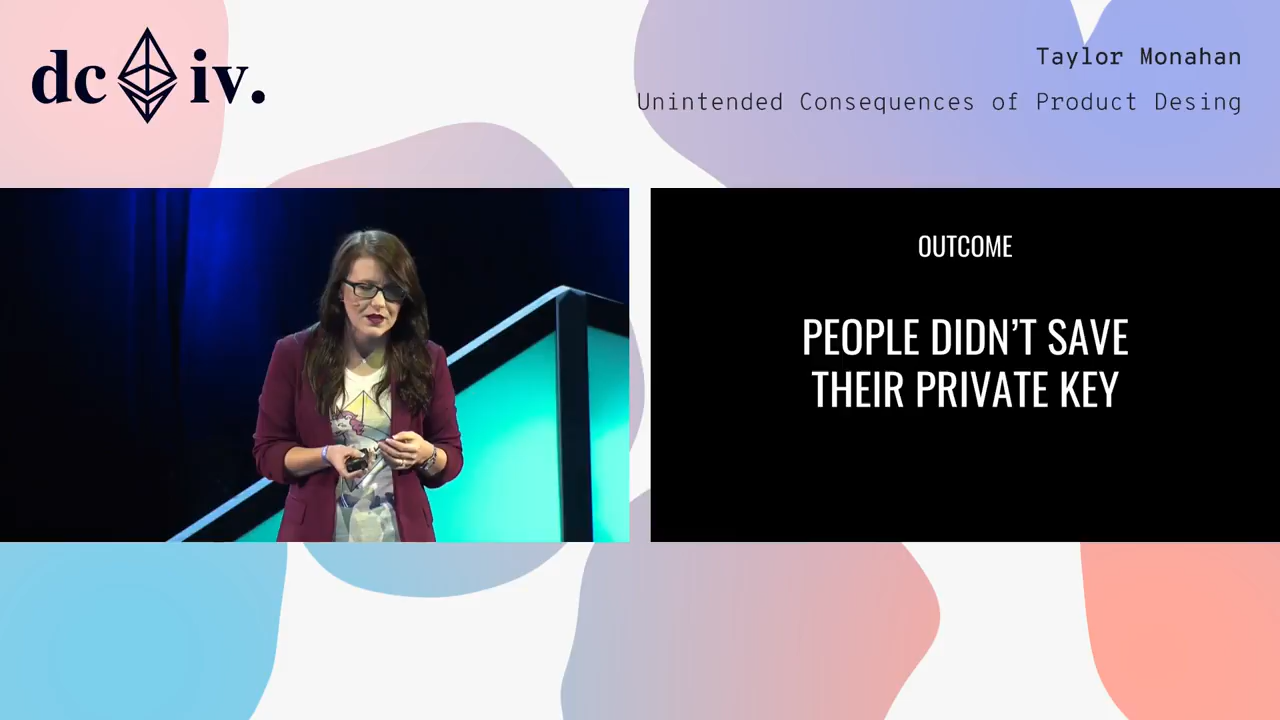 dc iv.
Taylor Monahan
Unintended Consequences of Product Desing
OUTCOME
PEOPLE DIDN'T SAVE
THEIR PRIVATE KEY